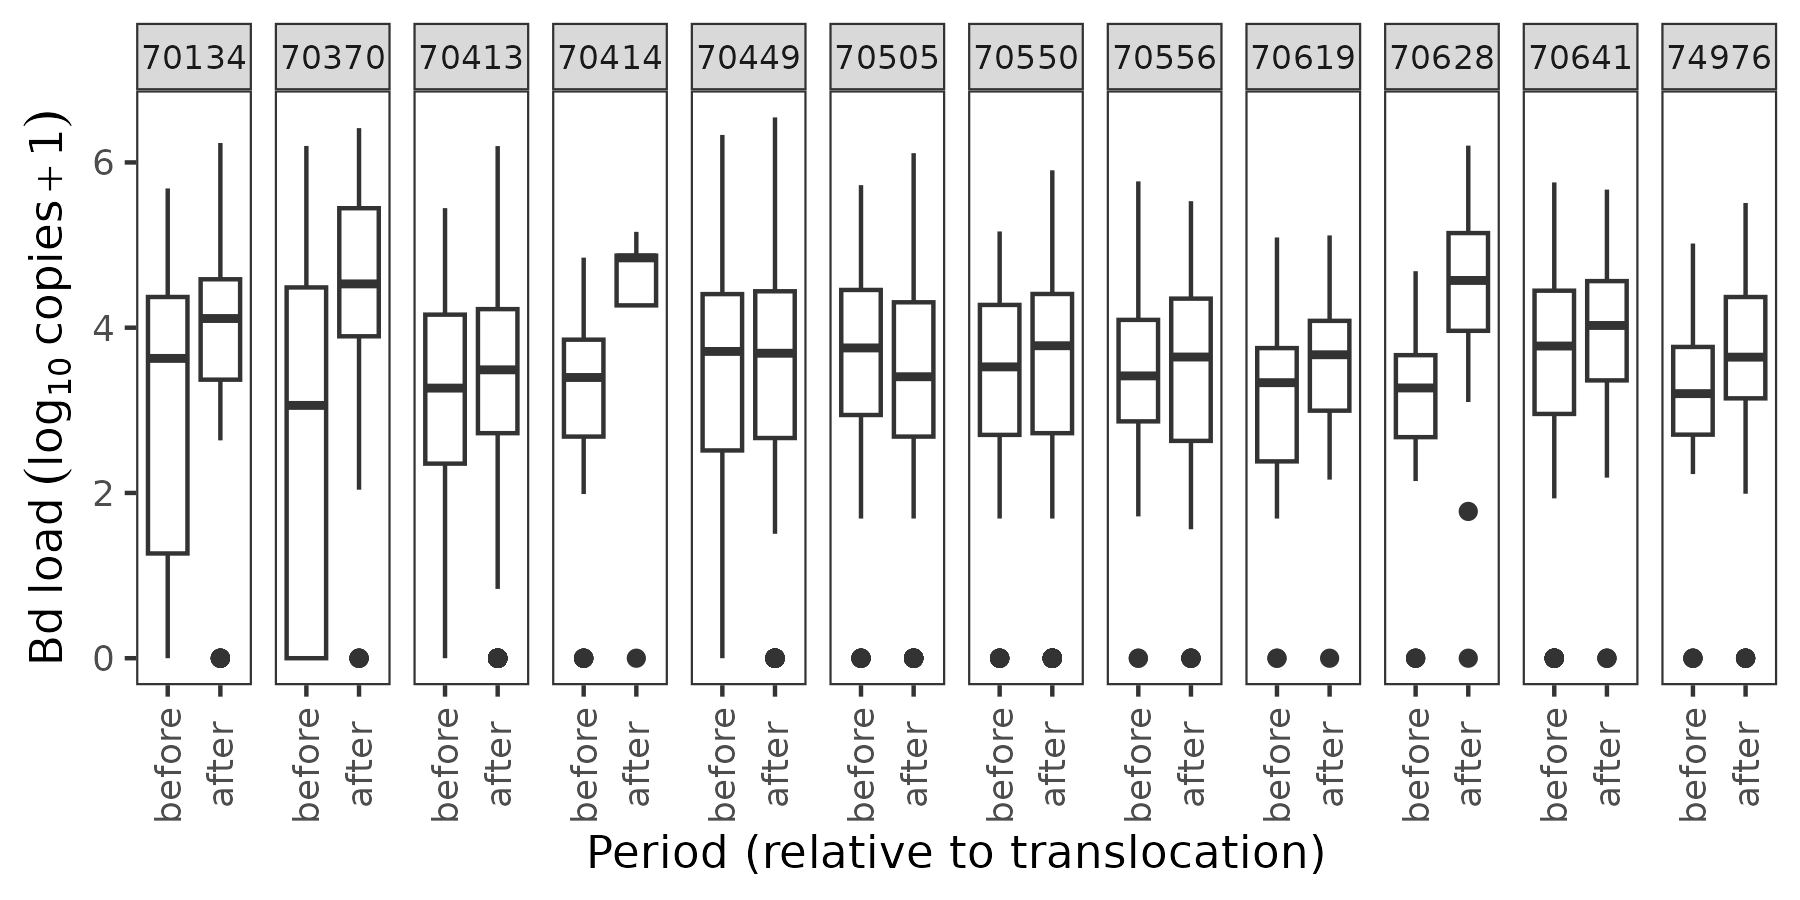 70134 70370 70413 70414 70449 70505 70550 70556 70619 70628 70641 74976
Bd load (log10 copies + 1)
6
4
2
0
before after before after before after before after before after before after before after before after before after before after before after before after
Period (relative to translocation)